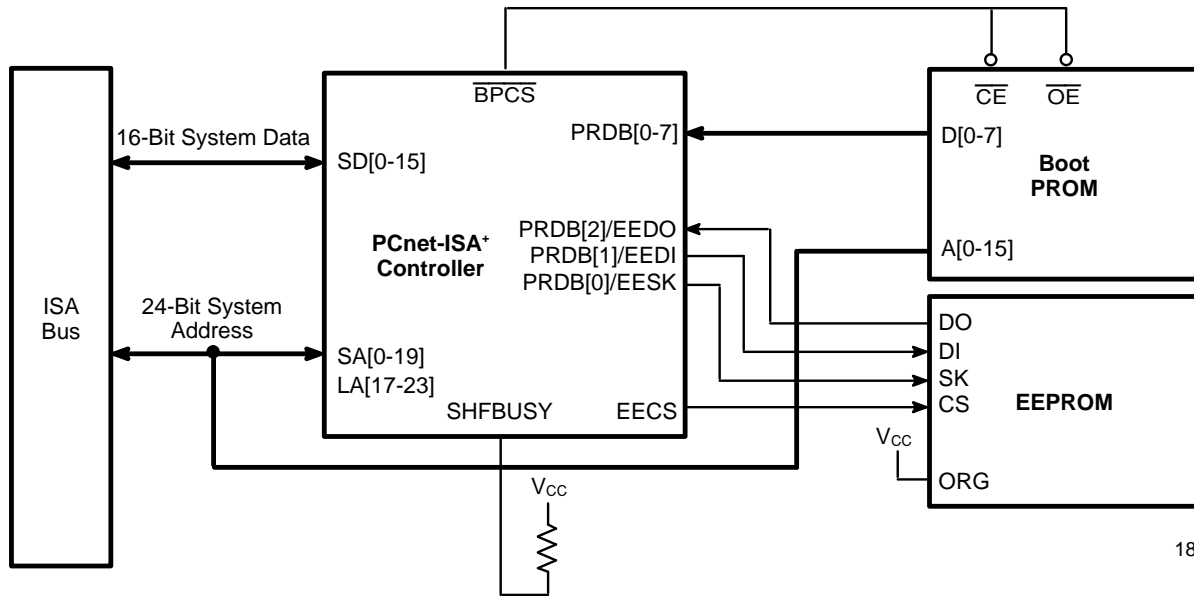 BPCS
CE
OE
16-Bit System Data
PRDB[0-7]
D[0-7]
SD[0-15]
Boot
PROM
PCnet-ISA+
Controller
PRDB[2]/EEDO
PRDB[1]/EEDI
PRDB[0]/EESK
A[0-15]
ISA
Bus
24-Bit System
Address
DO
DI
SK
CS
EEPROM
SA[0-19]
LA[17-23]
SHFBUSY
EECS
VCC
ORG
VCC
18